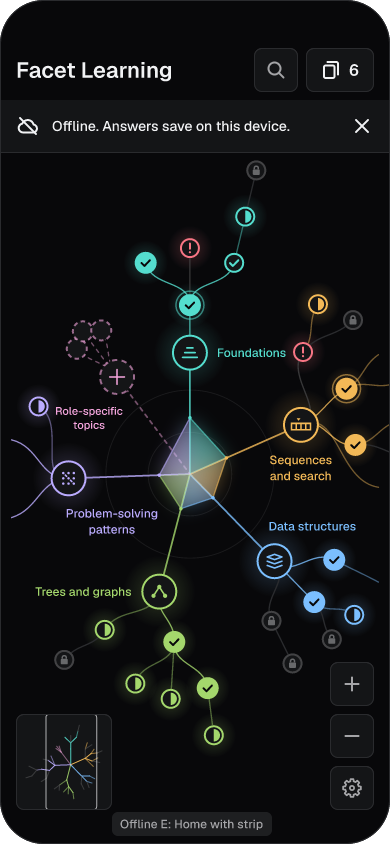 Facet Learning
6
Offline. Answers save on this device.
Foundations
Role-specific
topics
Sequences
and search
Problem-solving
patterns
Data structures
Trees and graphs
Offline E: Home with strip